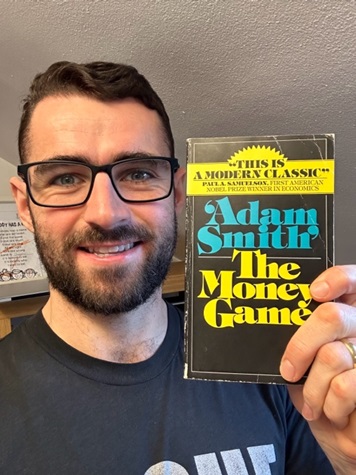 "THIS IS
A MODERN CLASSIC"
PAUL A. SAMUELSON, FIRST AMERICAN
NOBEL PRIZE WINNER IN ECONOMICS
'Adam
Smith'
The
Money
Game